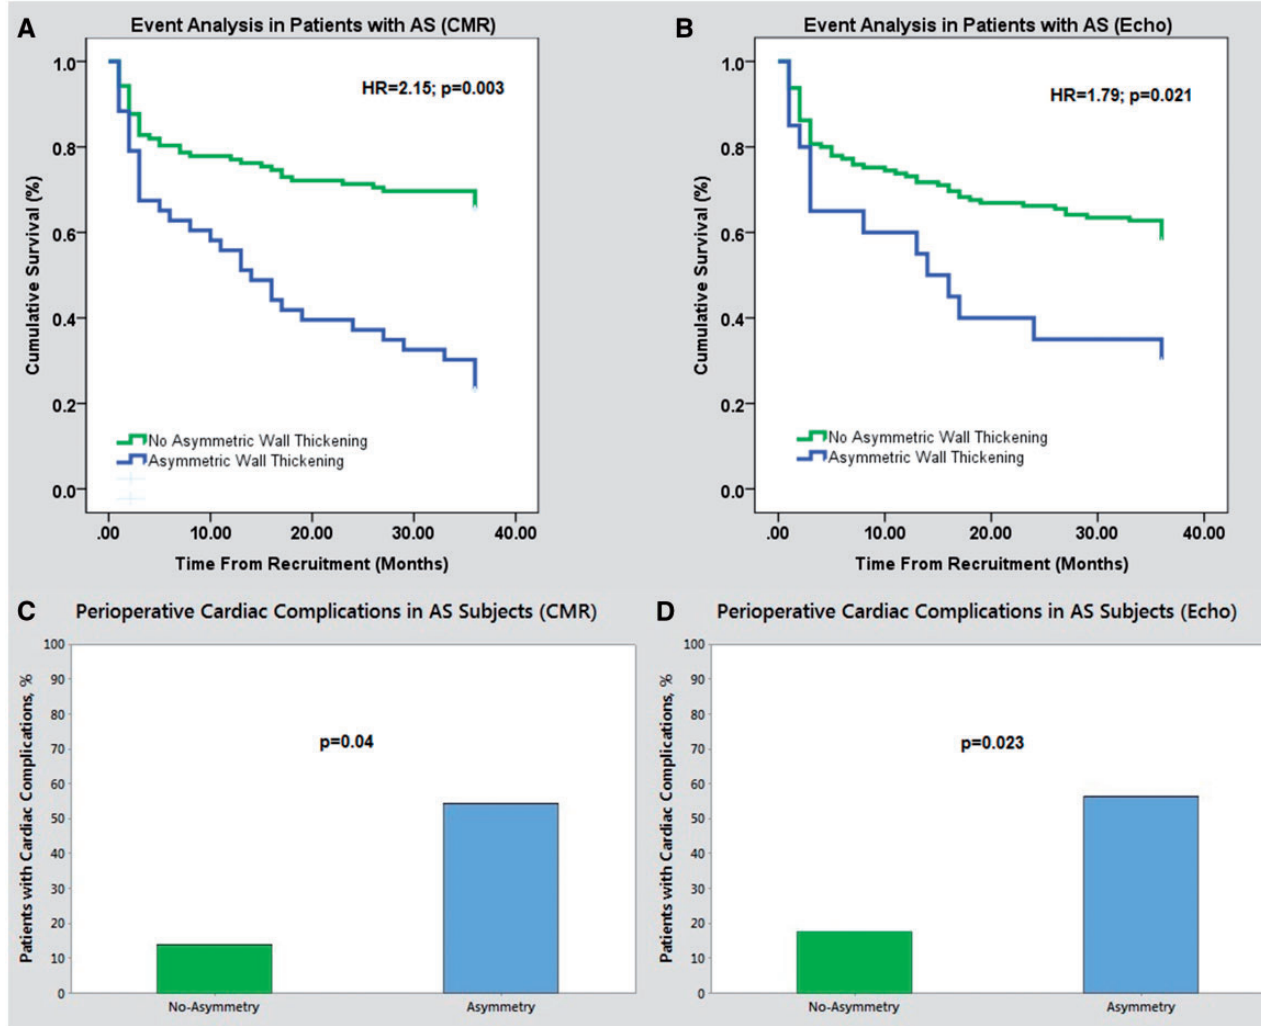 A
Event Analysis in Patients with AS (CMR)
HR=2.15; p=0.003
Cumulative Survival (%)
1.0
0.8
0.6
0.4
0.2
0.0
No Asymmetric Wall Thickening
Asymmetric Wall Thickening
.00 10.00 20.00 30.00 40.00
Time From Recruitment (Months)
B
Event Analysis in Patients with AS (Echo)
HR=1.79; p=0.021
Cumulative Survival (%)
1.0
0.8
0.6
0.4
0.2
0.0
No Asymmetric Wall Thickening
Asymmetric Wall Thickening
.00 10.00 20.00 30.00 40.00
Time From Recruitment (Months)
C
Perioperative Cardiac Complications in AS Subjects (CMR)
Patients with Cardiac Complications, %
100
90
80
70
60
50
40
30
20
10
0
p=0.04
No-Asymmetry Asymmetry
D
Perioperative Cardiac Complications in AS Subjects (Echo)
Patients with Cardiac Complications, %
100
90
80
70
60
50
40
30
20
10
0
p=0.023
No-Asymmetry Asymmetry